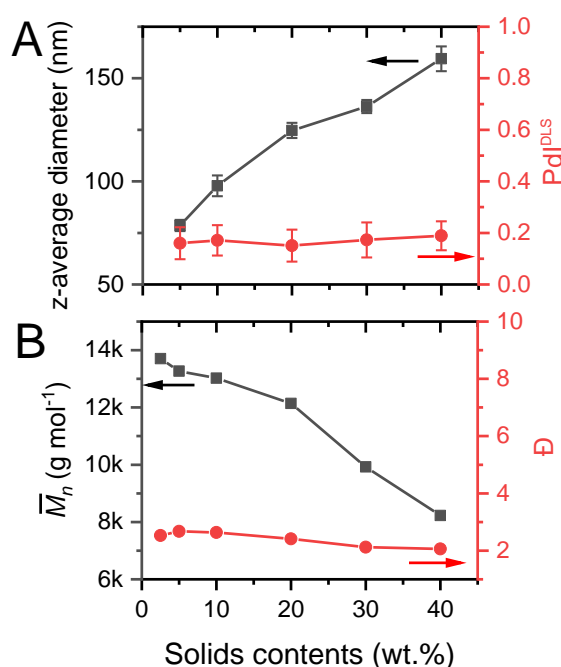 A
z-average diameter (nm)
150
100
50
1.0
0.8
0.6
0.4
0.2
0.0
PdI^DLS
B
M̅n (g mol⁻¹)
14k
12k
10k
8k
6k
10
8
6
4
2
Đ
0
10
20
30
40
Solids contents (wt.%)